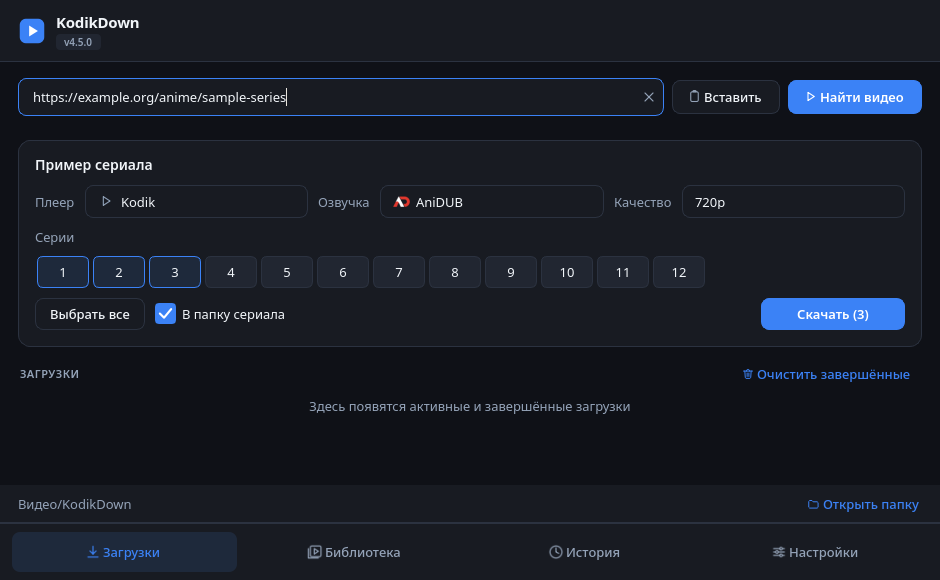 KodikDown
v4.5.0
https://example.org/anime/sample-series
Вставить
Найти видео
Пример сериала
Плеер Kodik Озвучка AniDUB Качество 720p
Серии
1 2 3 4 5 6 7 8 9 10 11 12
Выбрать все В папку сериала Скачать (3)
ЗАГРУЗКИ Очистить завершённые
Здесь появятся активные и завершённые загрузки
Видео/KodikDown Открыть папку
Загрузки Библиотека История Настройки